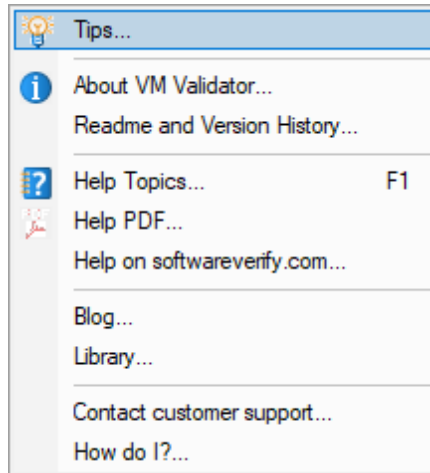 Tips...
About VM Validator...
Readme and Version History...
Help Topics... F1
Help PDF...
Help on softwareverify.com...
Blog...
Library...
Contact customer support...
How do I?...